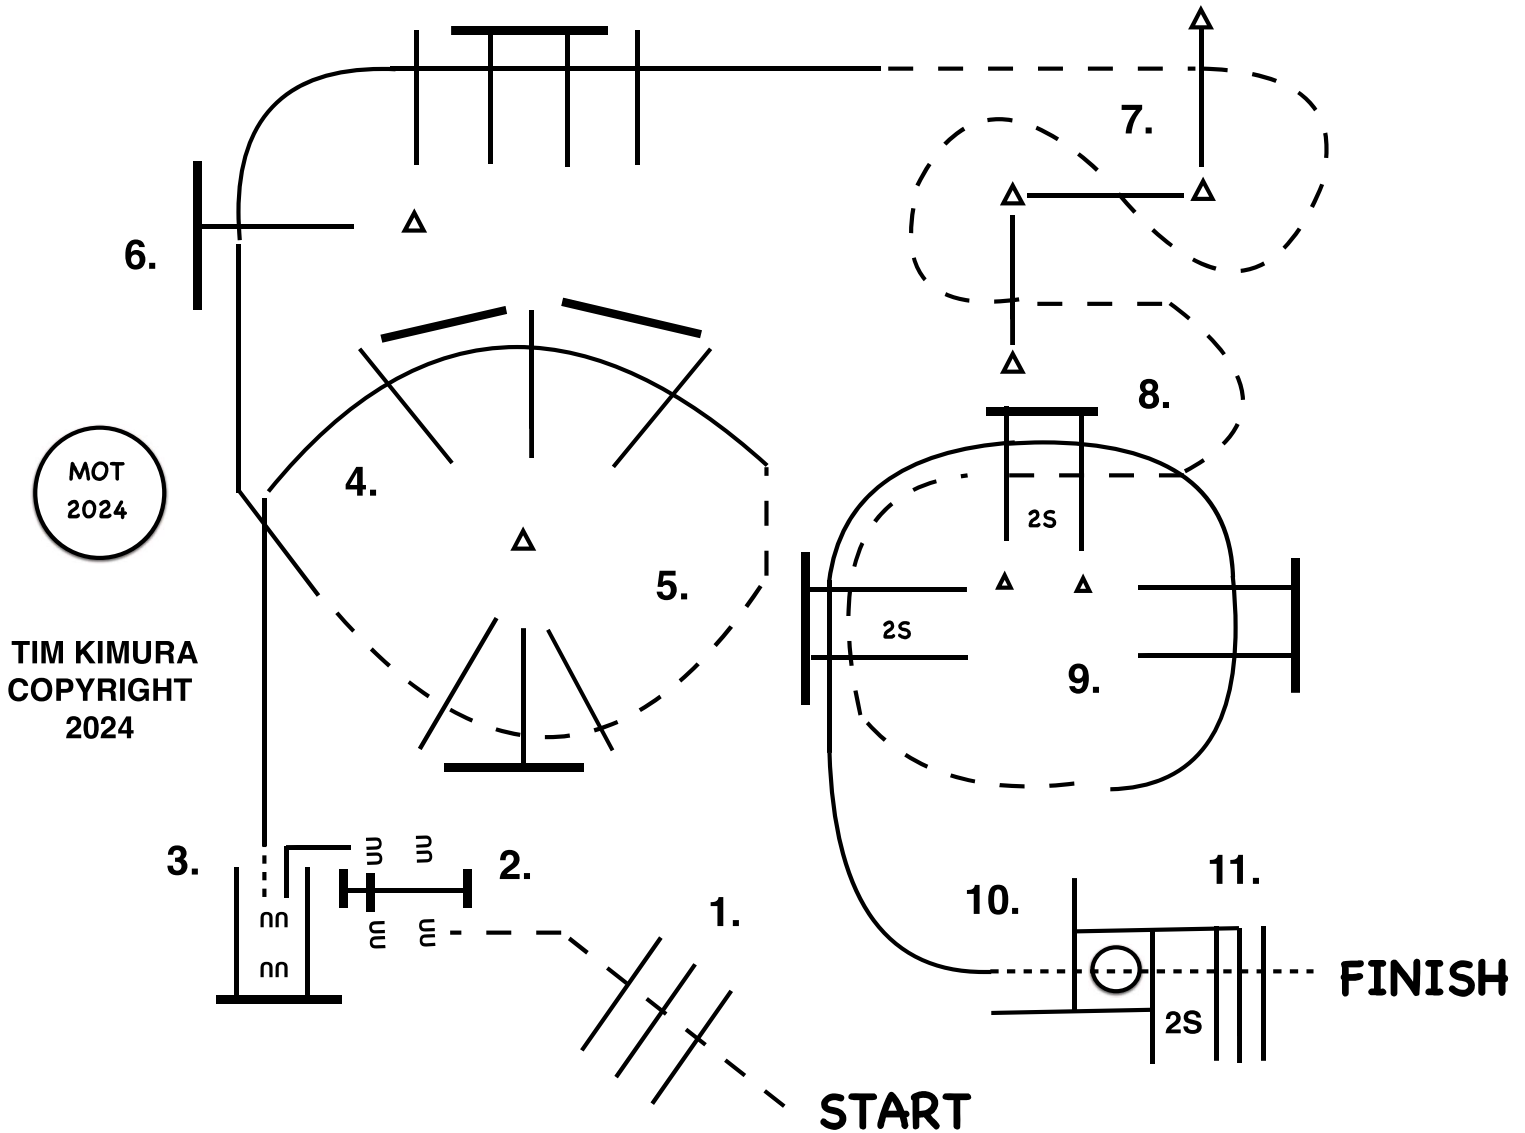 7.
6.
8.
MOT
2024
4.
2S
5.
2S
TIM KIMURA
COPYRIGHT
2024
9.
3.
2.
1.
10.
11.
FINISH
2S
START